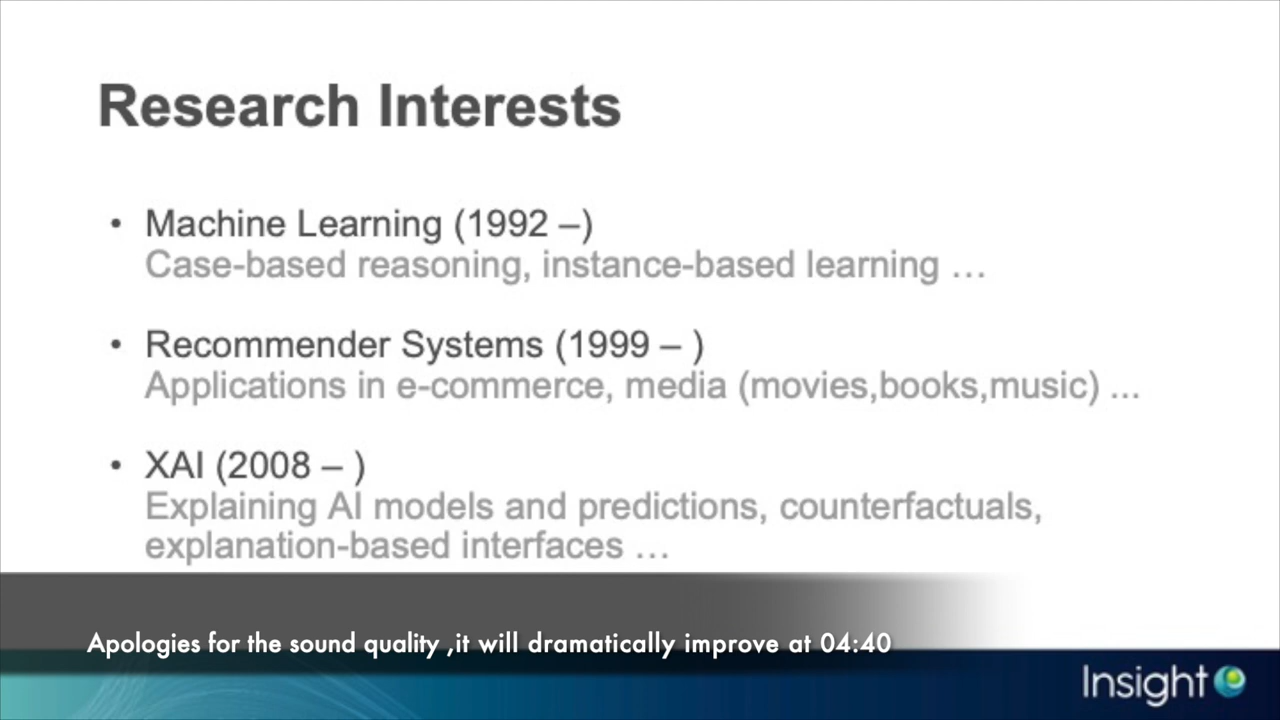 Research Interests
• Machine Learning (1992 –)
Case-based reasoning, instance-based learning …
• Recommender Systems (1999 – )
Applications in e-commerce, media (movies,books,music) ...
• XAI (2008 – )
Explaining AI models and predictions, counterfactuals,
explanation-based interfaces …
Apologies for the sound quality ,it will dramatically improve at 04:40
Insight